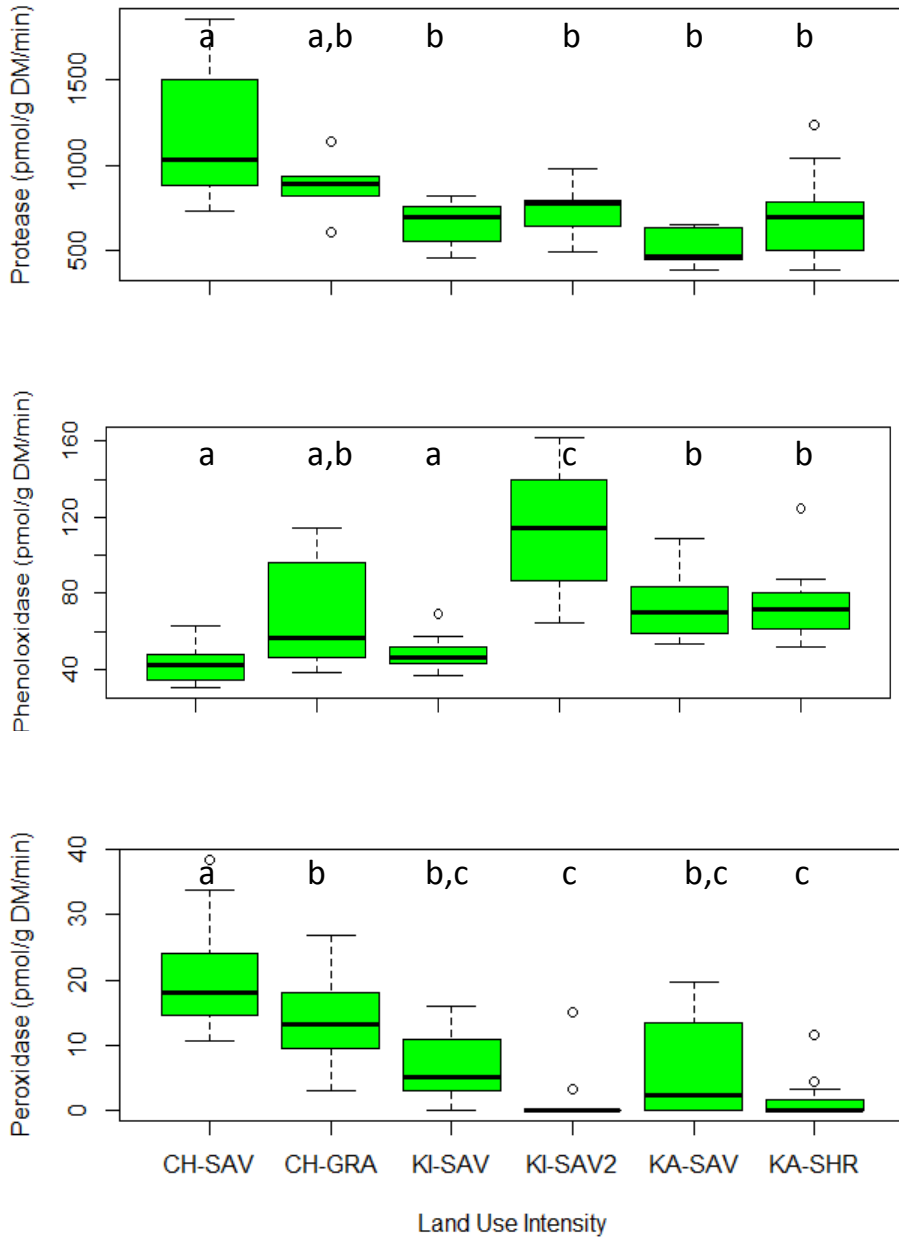 Protease (pmol/g DM/min)
1500
1000
500
a a,b b b b b
Phenoloxidase (pmol/g DM/min)
160
120
80
40
a a,b a c b b
Peroxidase (pmol/g DM/min)
40
30
20
10
0
a b b,c c b,c c
CH-SAV CH-GRA KI-SAV KI-SAV2 KA-SAV KA-SHR
Land Use Intensity